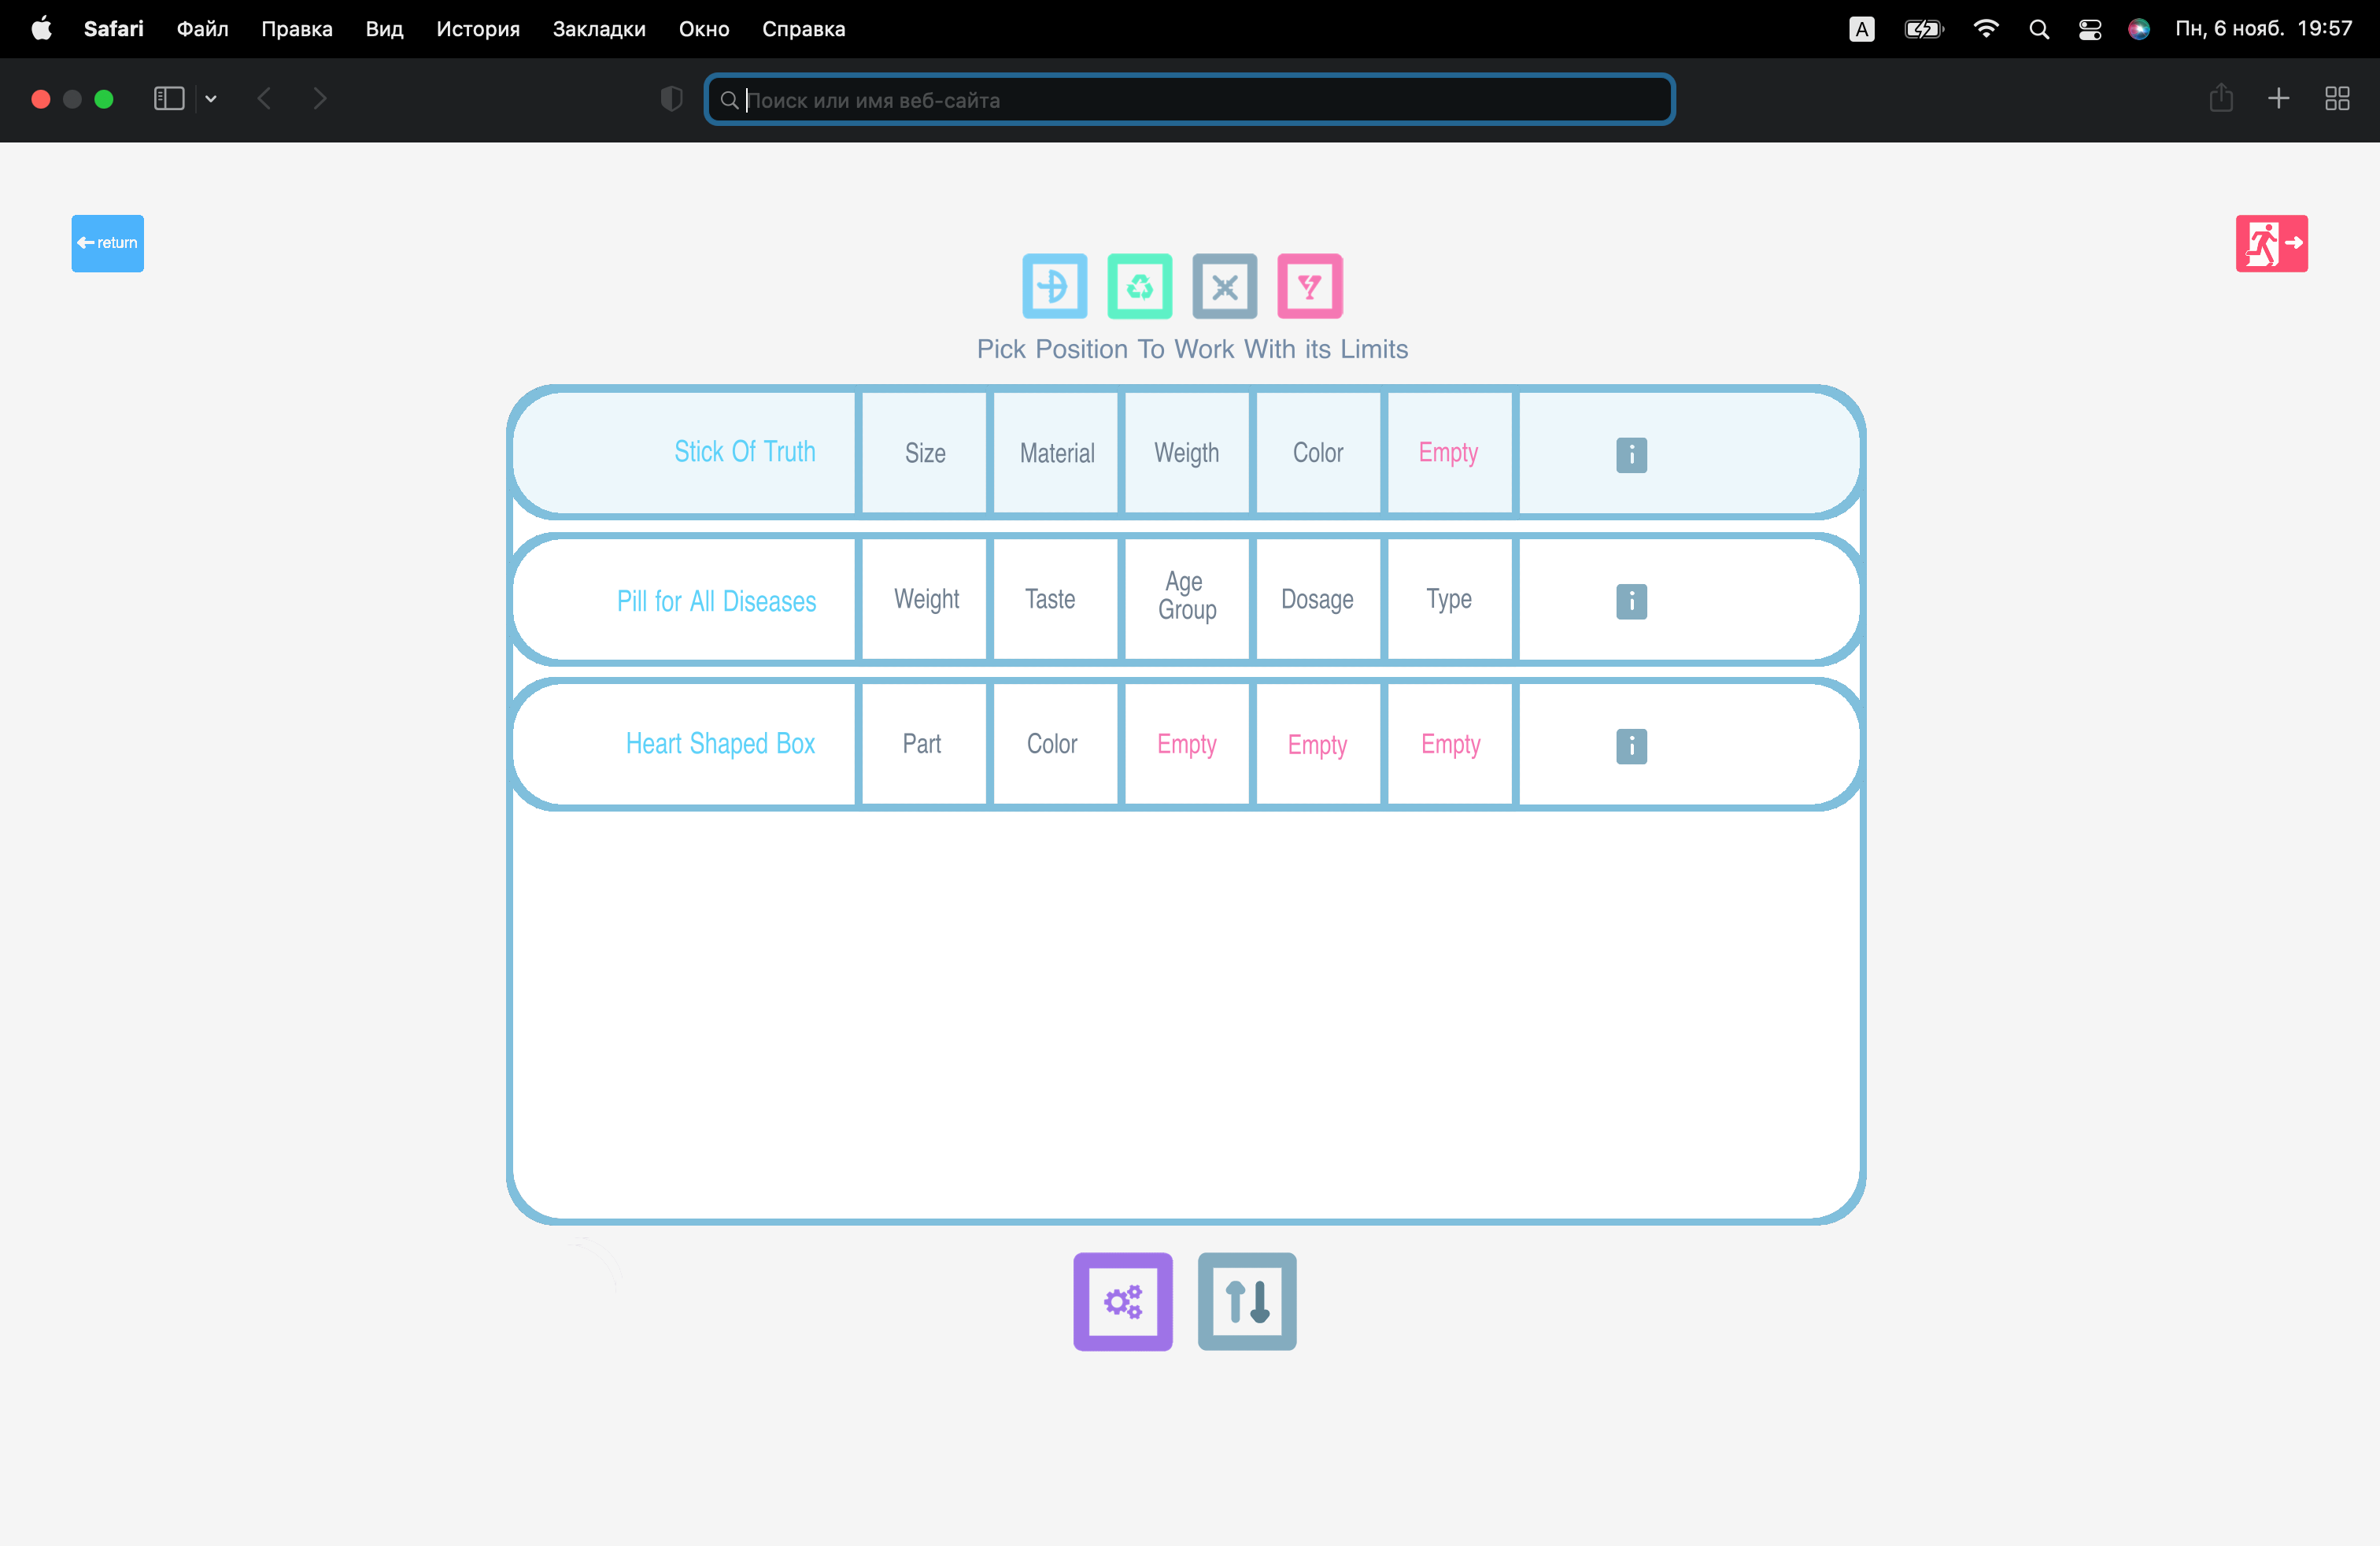 Safari Файл Правка Вид История Закладки Окно Справка A Пн, 6 нояб. 19:57
Поиск или имя веб-сайта
return
Pick Position To Work With its Limits
Stick Of Truth Size Material Weigth Color Empty i
Pill for All Diseases Weight Taste Age Group Dosage Type i
Heart Shaped Box Part Color Empty Empty Empty i